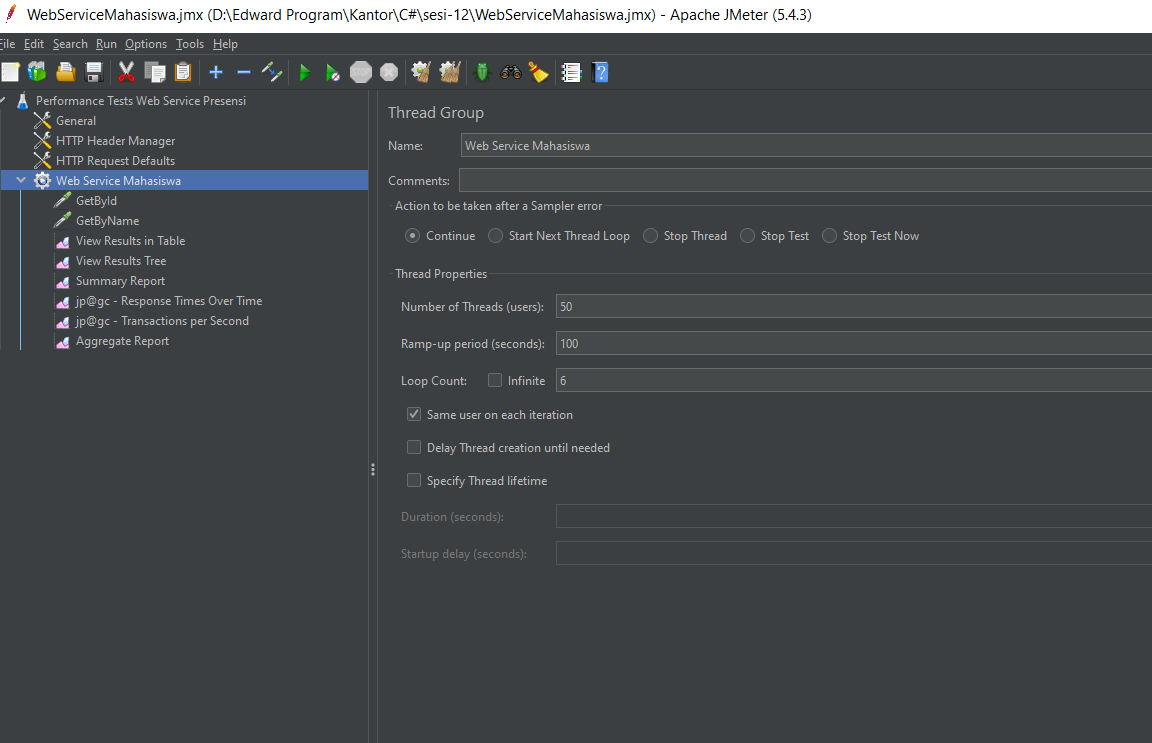 WebServiceMahasiswa.jmx (D:\Edward Program\Kantor\C#\sesi-12\WebServiceMahasiswa.jmx) - Apache JMeter (5.4.3)
File Edit Search Run Options Tools Help
STOP
Performance Tests Web Service Presensi
General
HTTP Header Manager
HTTP Request Defaults
Web Service Mahasiswa
GetById
GetByName
View Results in Table
View Results Tree
Summary Report
jp@gc - Response Times Over Time
jp@gc - Transactions per Second
Aggregate Report
Thread Group
Name: Web Service Mahasiswa
Comments:
Action to be taken after a Sampler error
Continue Start Next Thread Loop Stop Thread Stop Test Stop Test Now
Thread Properties
Number of Threads (users): 50
Ramp-up period (seconds): 100
Loop Count: Infinite 6
Same user on each iteration
Delay Thread creation until needed
Specify Thread lifetime
Duration (seconds):
Startup delay (seconds):